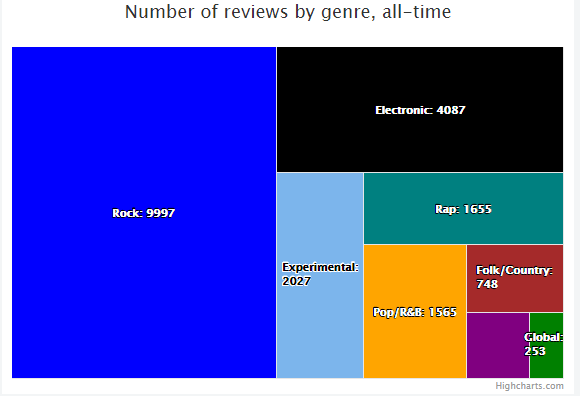 Number of reviews by genre, all-time
Electronic: 4087
Rock: 9997
Rap: 1655
Experimental:
2027
Folk/Country:
748
Pop/R&B: 1565
Global:
253
Highcharts.com